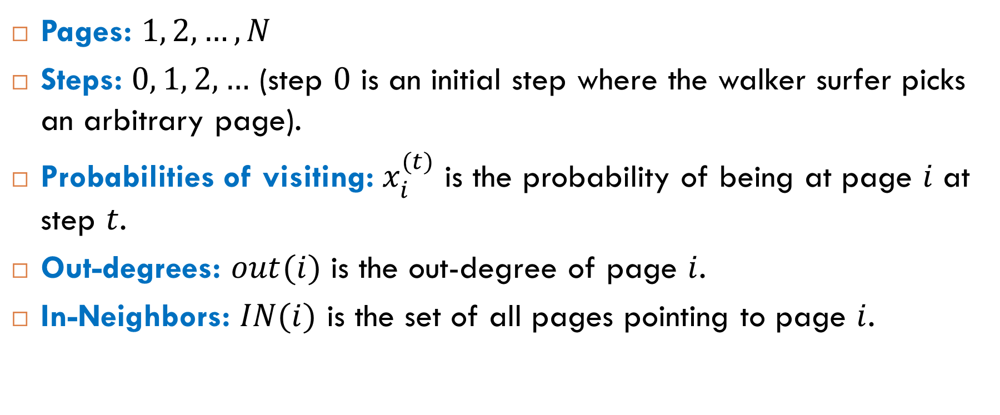 □ Pages: 1, 2, … , N
□ Steps: 0, 1, 2, … (step 0 is an initial step where the walker surfer picks
an arbitrary page).
□ Probabilities of visiting: x_i^(t) is the probability of being at page i at
step t.
□ Out-degrees: out(i) is the out-degree of page i.
□ In-Neighbors: IN(i) is the set of all pages pointing to page i.